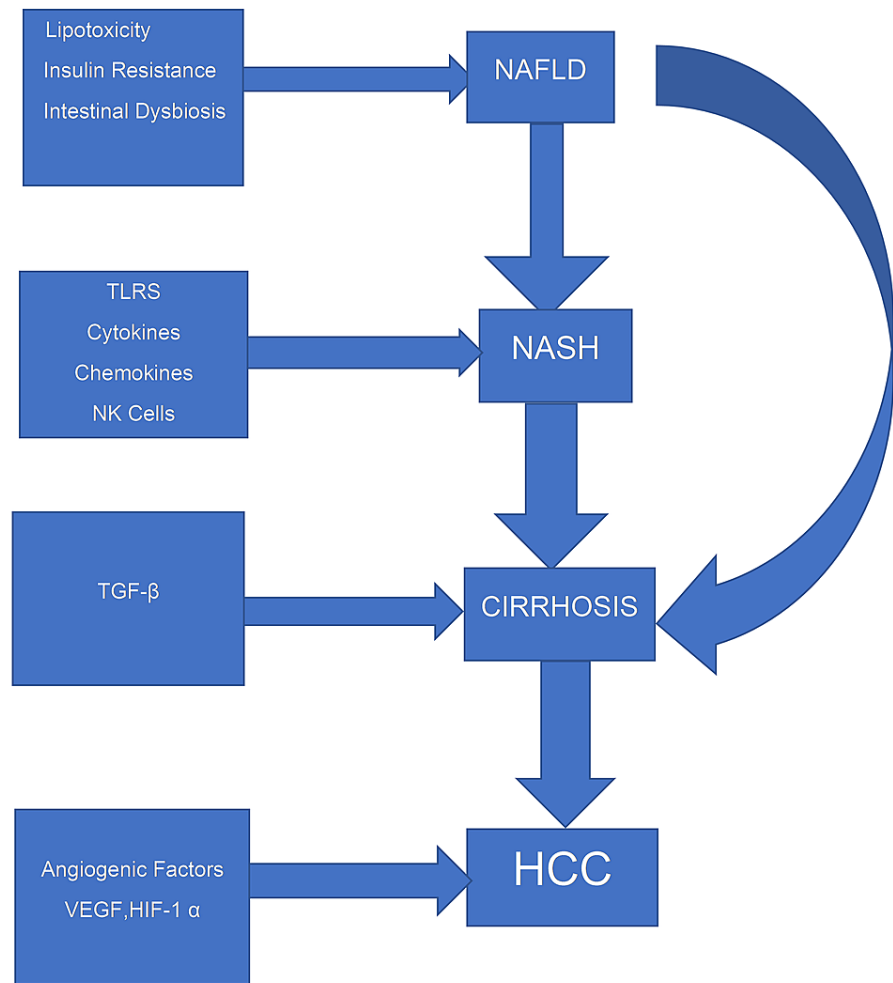 Lipotoxicity
Insulin Resistance
Intestinal Dysbiosis
NAFLD
TLRS
Cytokines
Chemokines
NK Cells
NASH
TGF-β
CIRRHOSIS
Angiogenic Factors
VEGF,HIF-1 α
HCC